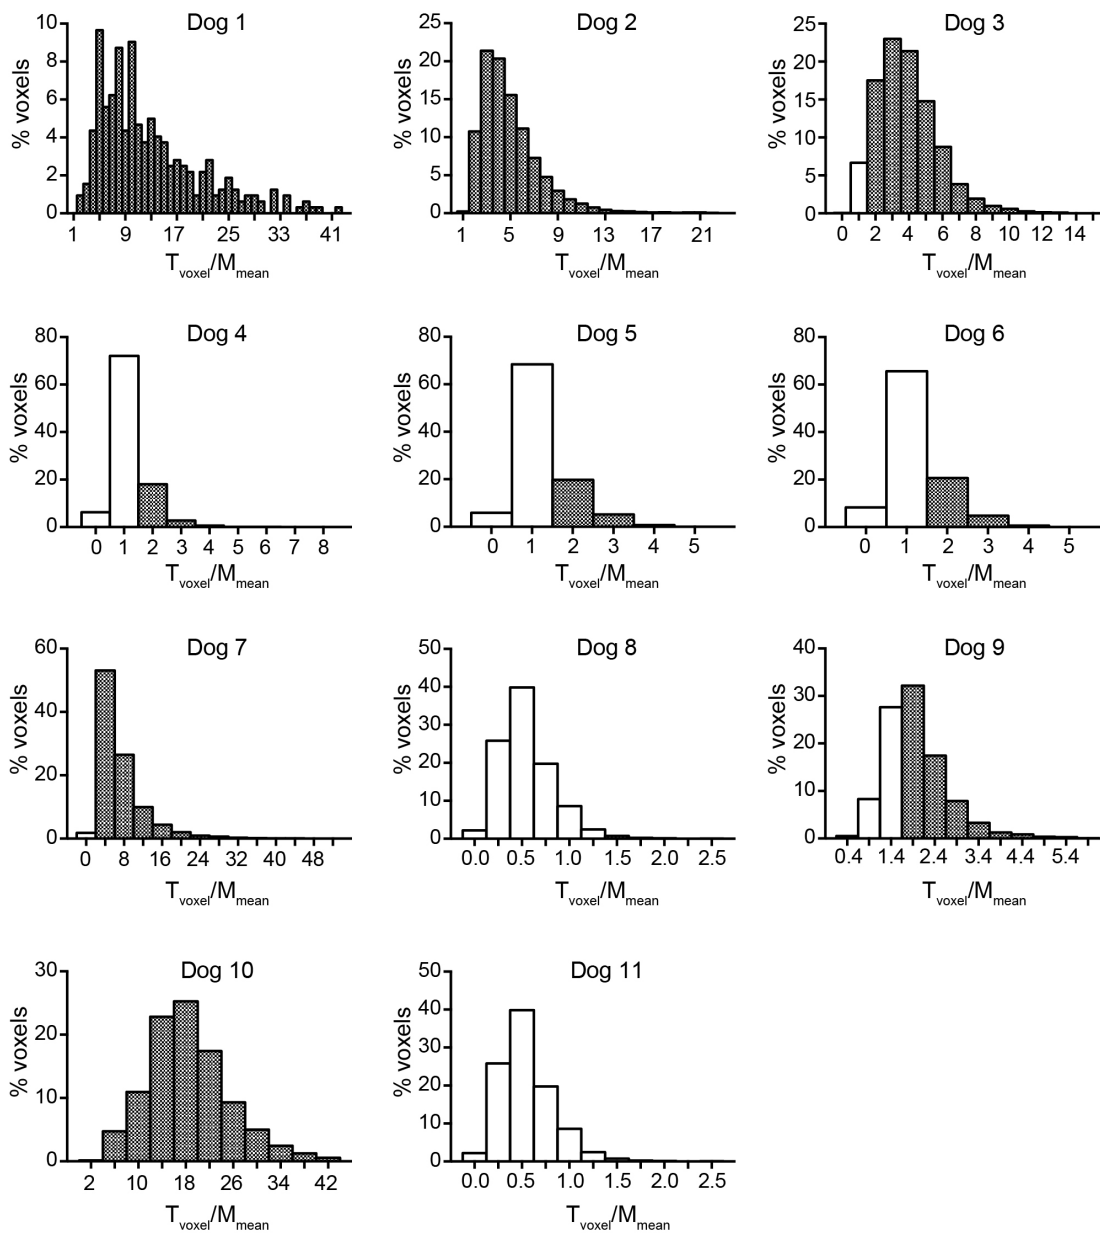 Dog 1
% voxels
10
8
6
4
2
0
1 9 17 25 33 41
Tvoxel/Mmean
Dog 2
% voxels
25
20
15
10
5
0
1 5 9 13 17 21
Tvoxel/Mmean
Dog 3
% voxels
25
20
15
10
5
0
0 2 4 6 8 10 12 14
Tvoxel/Mmean
Dog 4
% voxels
80
60
40
20
0
0 1 2 3 4 5 6 7 8
Tvoxel/Mmean
Dog 5
% voxels
80
60
40
20
0
0 1 2 3 4 5
Tvoxel/Mmean
Dog 6
% voxels
80
60
40
20
0
0 1 2 3 4 5
Tvoxel/Mmean
Dog 7
% voxels
60
40
20
0
0 8 16 24 32 40 48
Tvoxel/Mmean
Dog 8
% voxels
50
40
30
20
10
0
0.0 0.5 1.0 1.5 2.0 2.5
Tvoxel/Mmean
Dog 9
% voxels
40
30
20
10
0
0.4 1.4 2.4 3.4 4.4 5.4
Tvoxel/Mmean
Dog 10
% voxels
30
20
10
0
2 10 18 26 34 42
Tvoxel/Mmean
Dog 11
% voxels
50
40
30
20
10
0
0.0 0.5 1.0 1.5 2.0 2.5
Tvoxel/Mmean